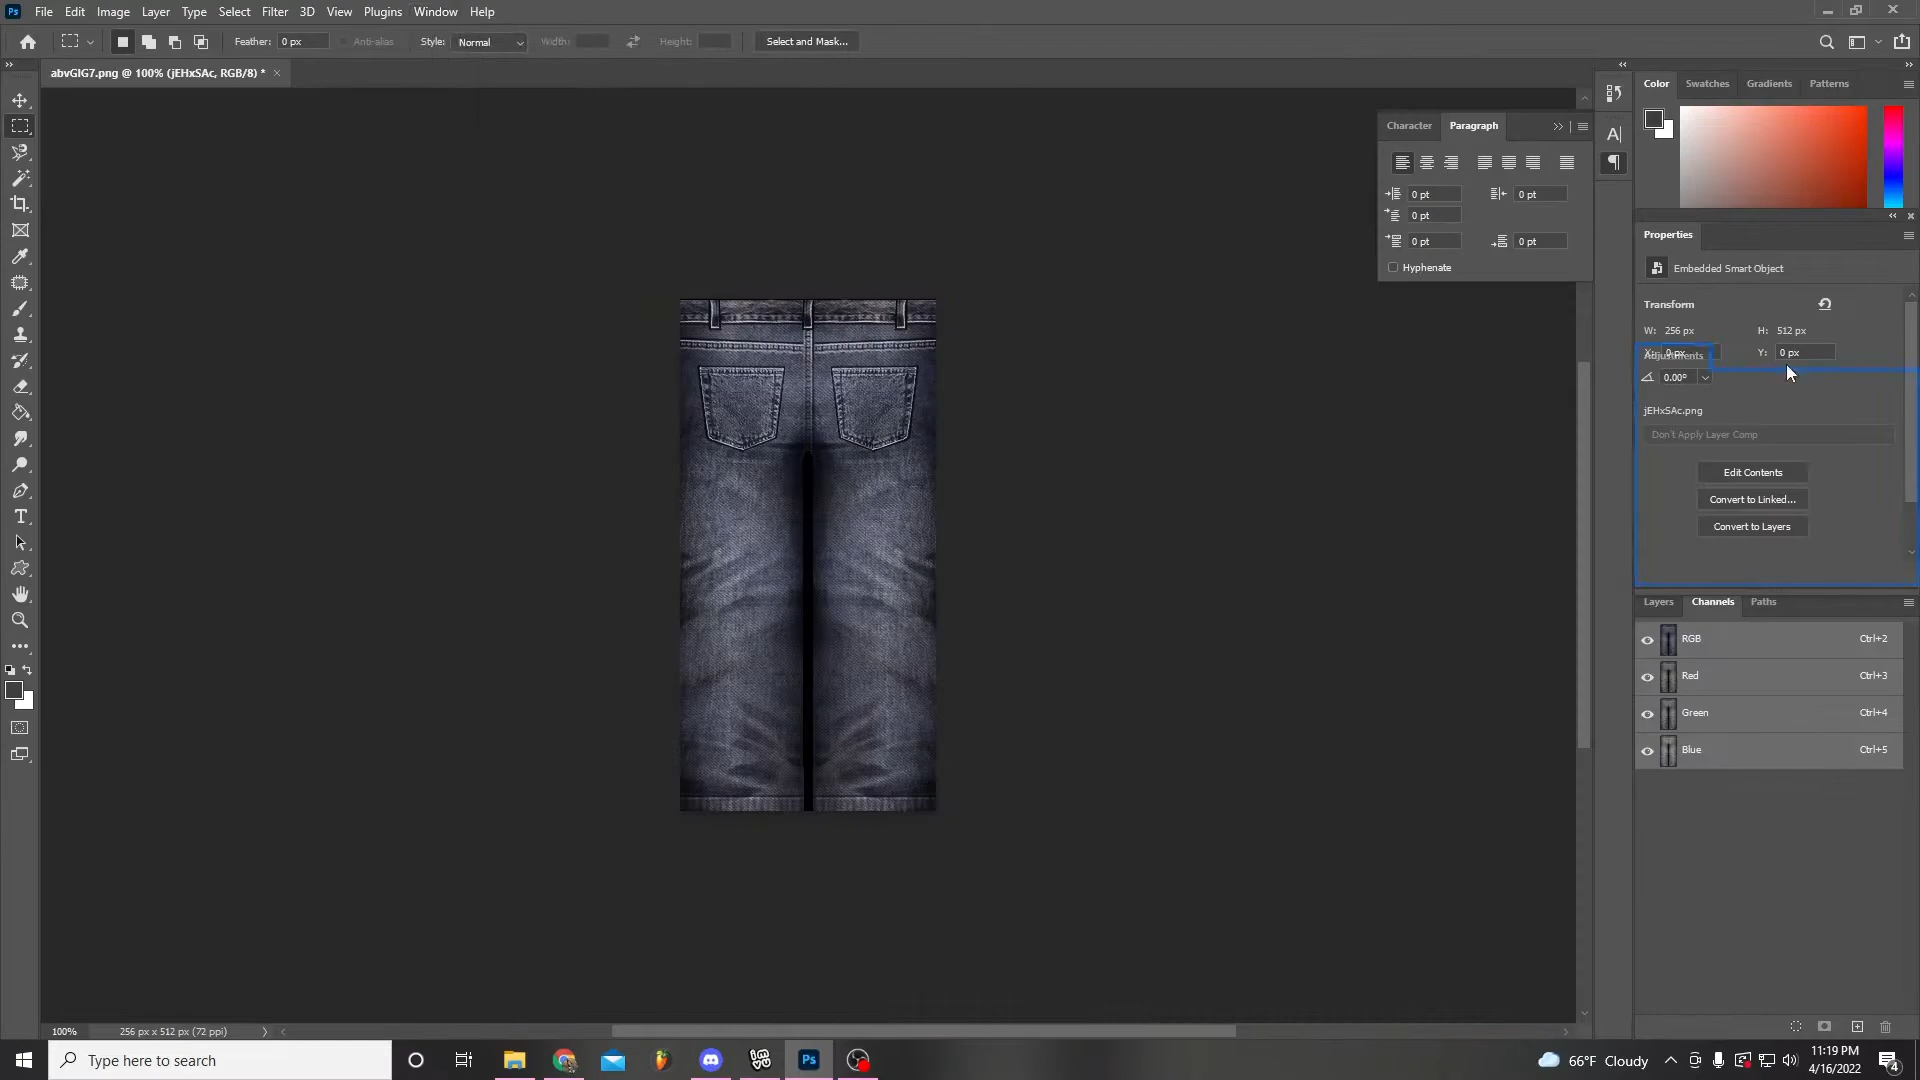 Ps File Edit Image Layer Type Select Filter 3D View Plugins Window Help
Feather: 0 px Anti-alias Style: Normal Width: Height: Select and Mask...
abvGlG7.png @ 100% (jEHxSAc, RGB/8) * ×
Color Swatches Gradients Patterns
Character Paragraph
0 pt 0 pt
0 pt
0 pt 0 pt
Hyphenate
Properties
Embedded Smart Object
Transform
W: 256 px H: 512 px
X: 0 px Y: 0 px
Adjustments
0.00°
jEHxSAc.png
Don't Apply Layer Comp
Edit Contents
Convert to Linked...
Convert to Layers
Layers Channels Paths
RGB Ctrl+2
Red Ctrl+3
Green Ctrl+4
Blue Ctrl+5
100% 256 px x 512 px (72 ppi)
Type here to search
Ps
66°F Cloudy
11:19 PM
4/16/2022
4